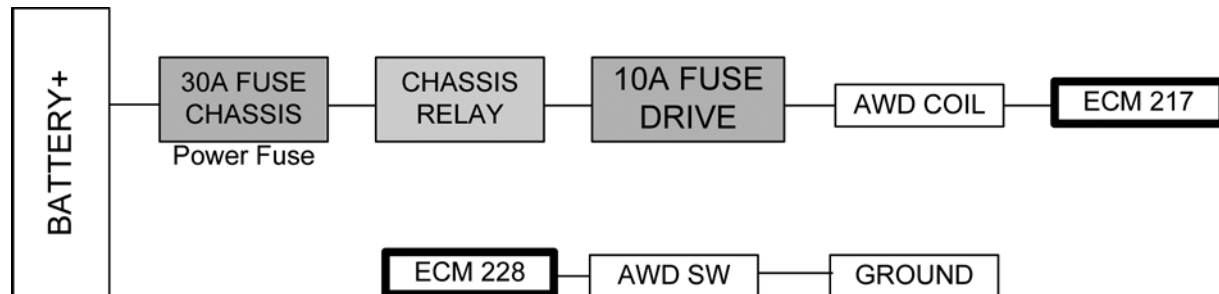 BATTERY+
30A FUSE
CHASSIS
Power Fuse
CHASSIS
RELAY
10A FUSE
DRIVE
AWD COIL
ECM 217
ECM 228
AWD SW
GROUND